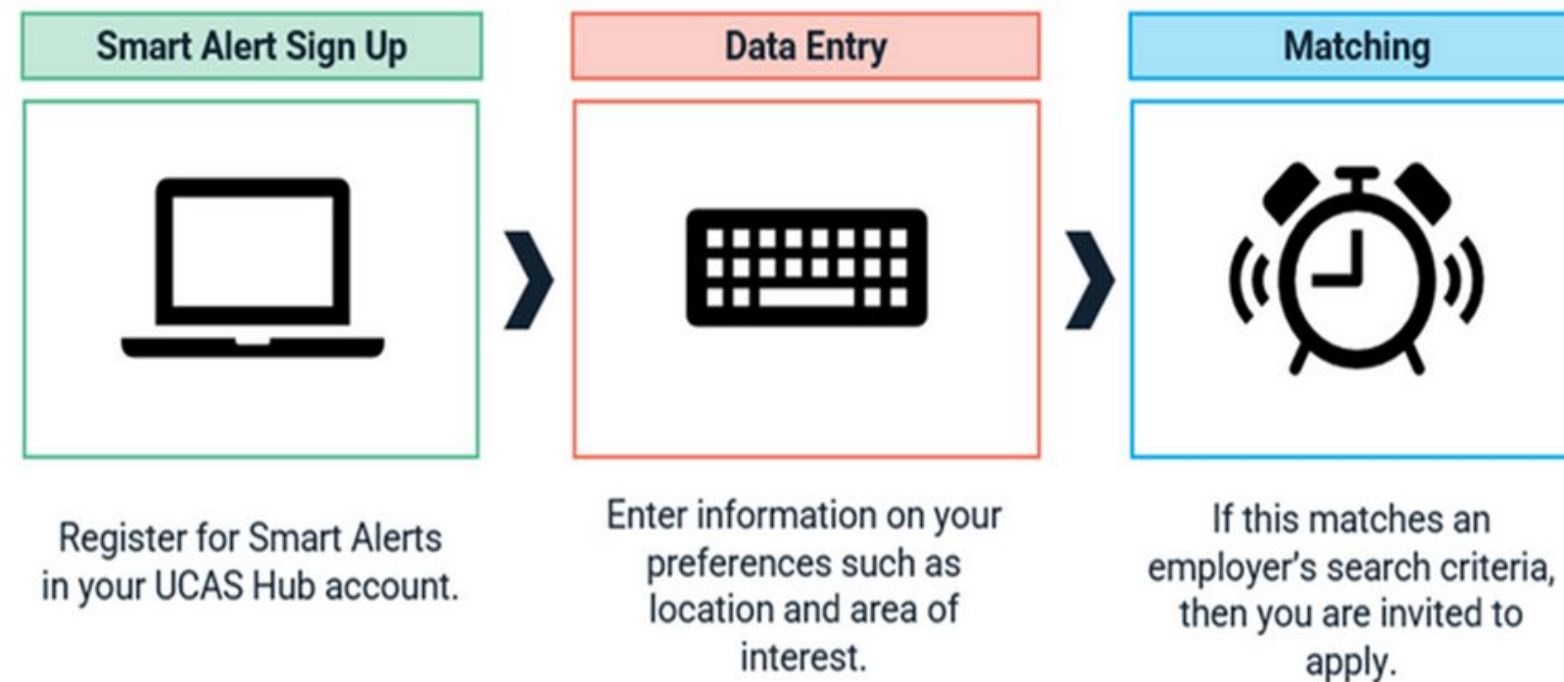 Smart Alert Sign Up
Register for Smart Alerts
in your UCAS Hub account.
Data Entry
Enter information on your
preferences such as
location and area of
interest.
Matching
If this matches an
employer's search criteria,
then you are invited to
apply.